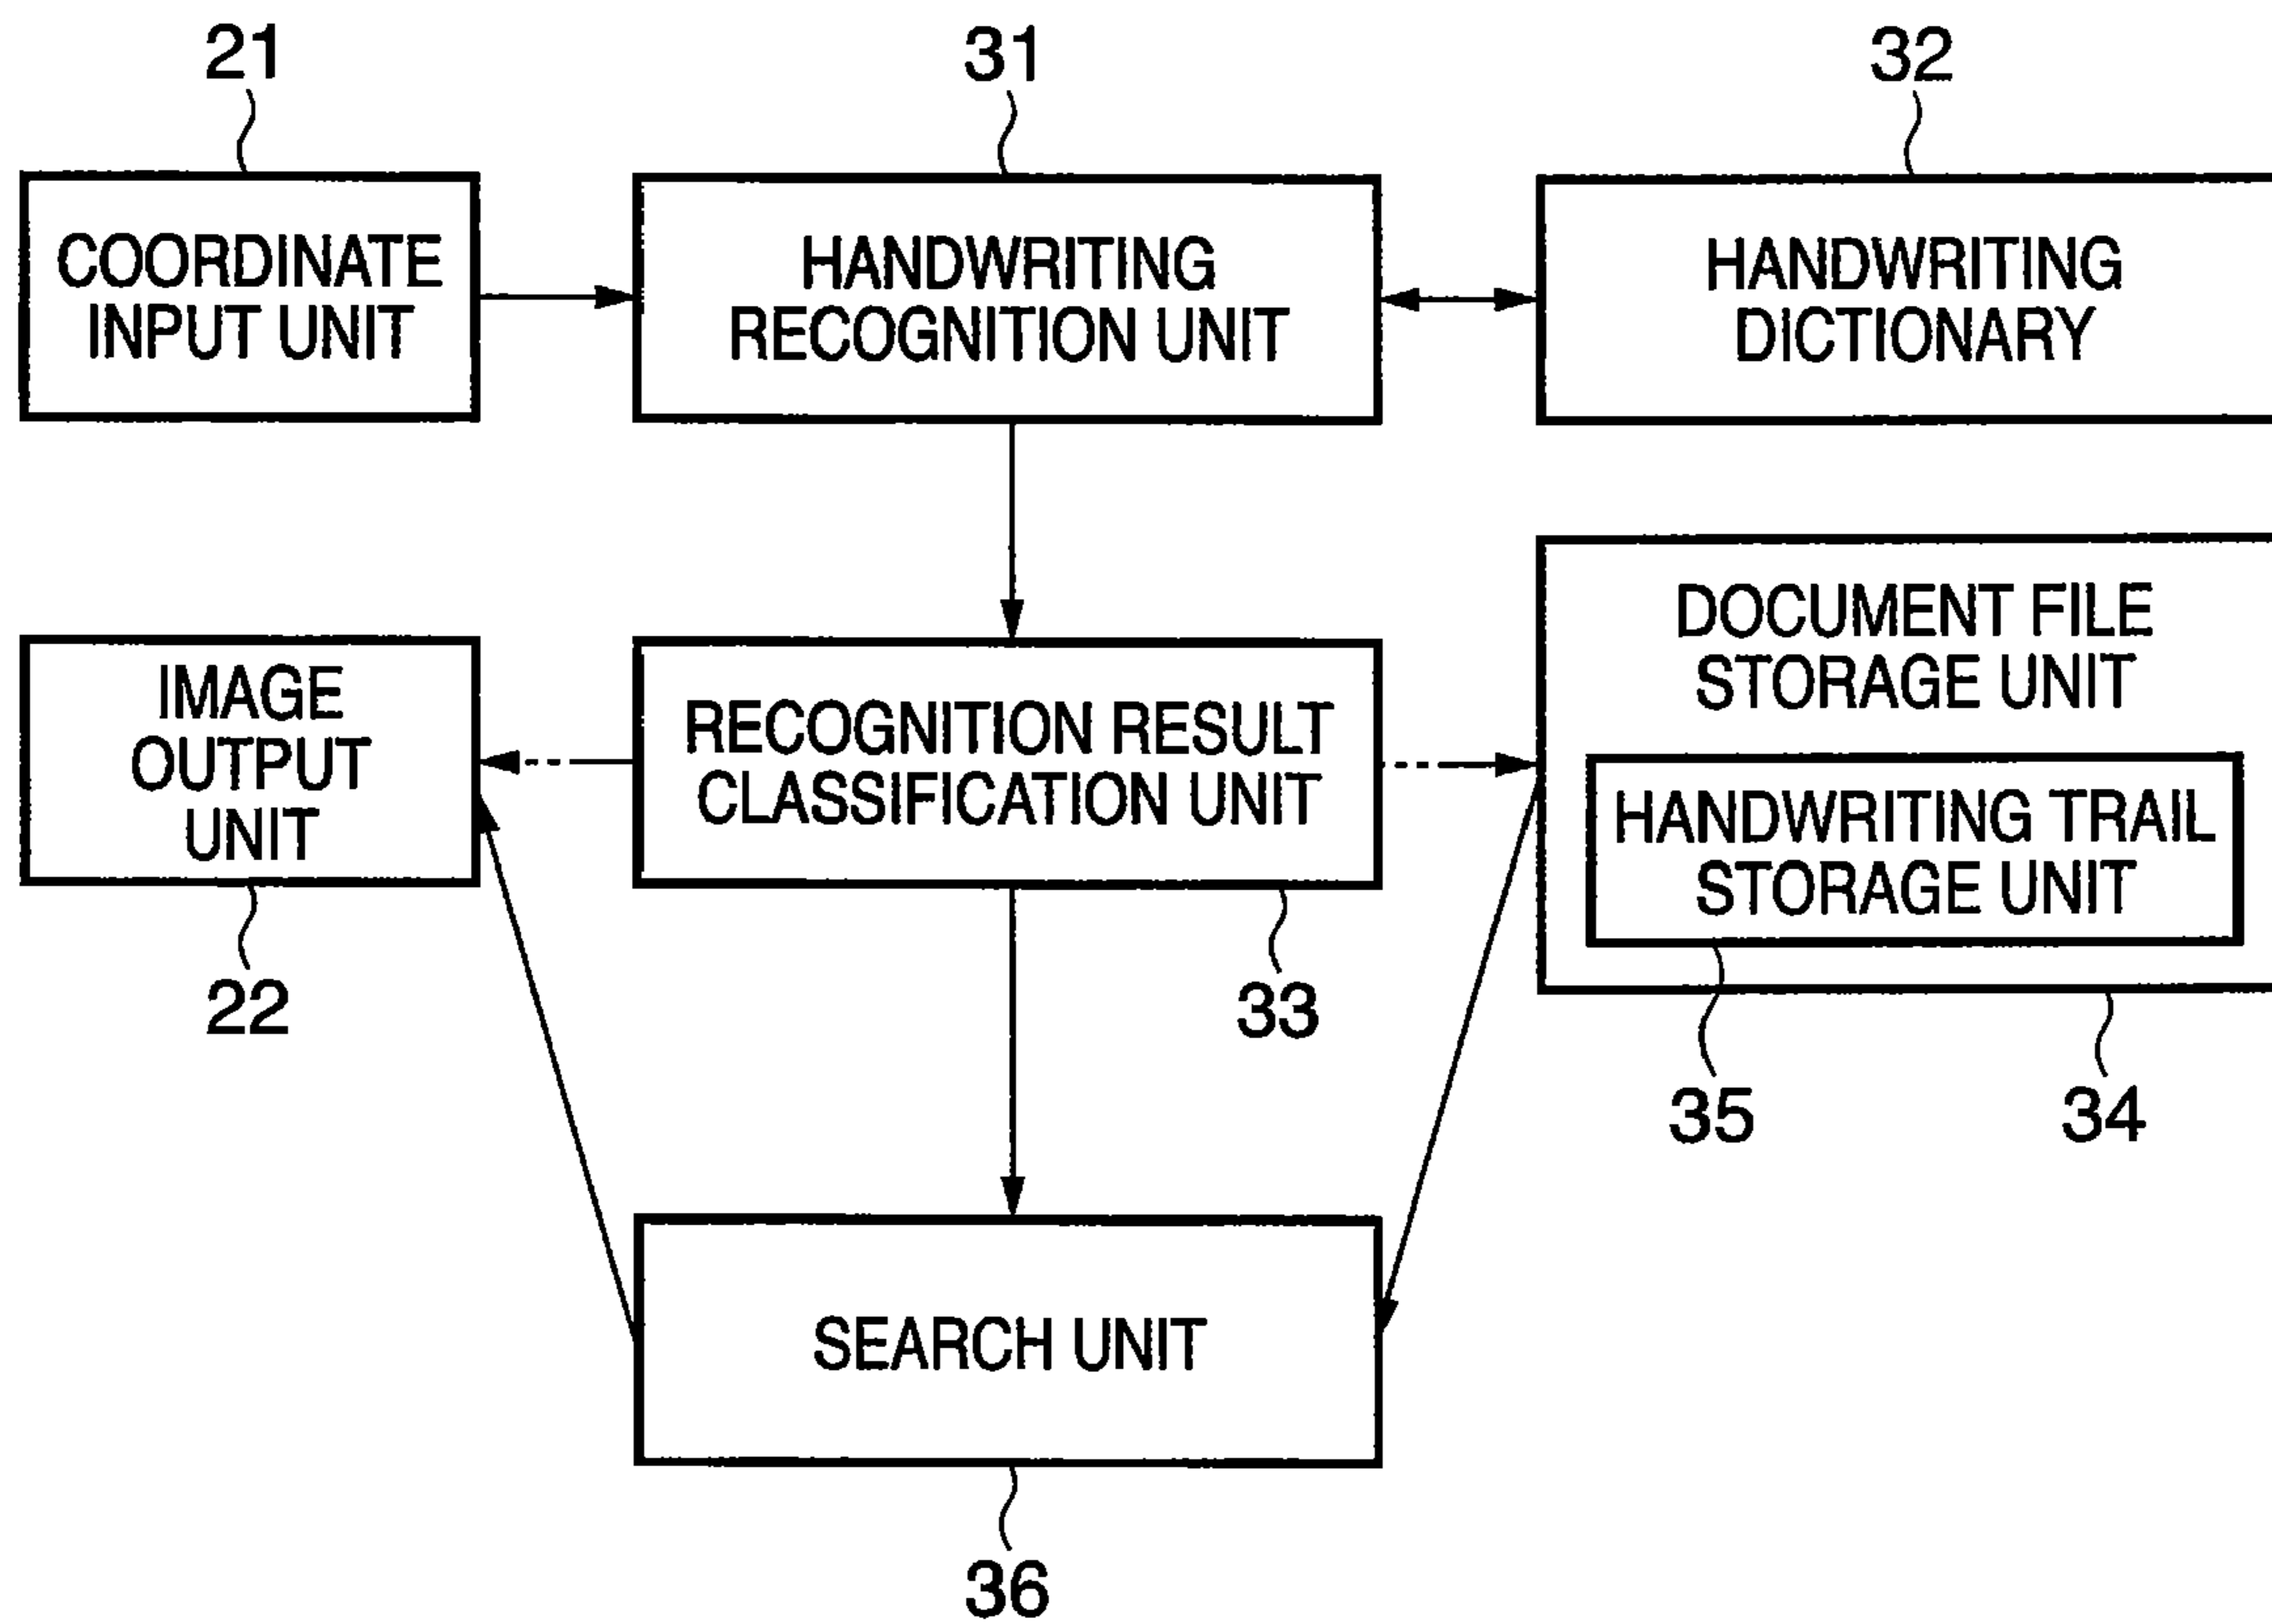 21
31
32
COORDINATE
INPUT UNIT
HANDWRITING
RECOGNITION UNIT
HANDWRITING
DICTIONARY
IMAGE
OUTPUT
UNIT
RECOGNITION RESULT
CLASSIFICATION UNIT
DOCUMENT FILE
STORAGE UNIT
HANDWRITING TRAIL
STORAGE UNIT
22
33
35
34
SEARCH UNIT
36